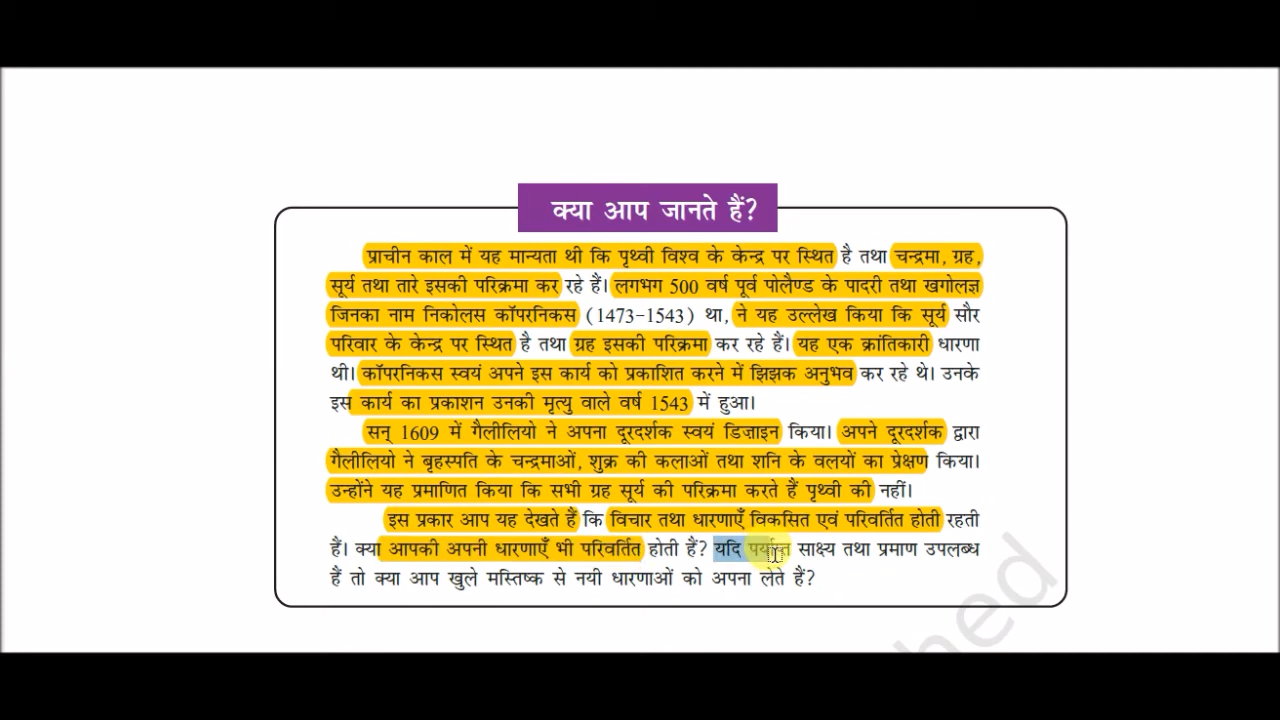 क्या आप जानते हैं?
प्राचीन काल में यह मान्यता थी कि पृथ्वी विश्व के केन्द्र पर स्थित है तथा चन्द्रमा, ग्रह,
सूर्य तथा तारे इसकी परिक्रमा कर रहे हैं। लगभग 500 वर्ष पूर्व पोलैण्ड के पादरी तथा खगोलज्ञ
जिनका नाम निकोलस कॉपरनिकस (1473-1543) था, ने यह उल्लेख किया कि सूर्य सौर
परिवार के केन्द्र पर स्थित है तथा ग्रह इसकी परिक्रमा कर रहे हैं। यह एक क्रांतिकारी धारणा
थी। कॉपरनिकस स्वयं अपने इस कार्य को प्रकाशित करने में झिझक अनुभव कर रहे थे। उनके
इस कार्य का प्रकाशन उनकी मृत्यु वाले वर्ष 1543 में हुआ।
सन् 1609 में गैलीलियो ने अपना दूरदर्शक स्वयं डिजाइन किया। अपने दूरदर्शक द्वारा
गैलीलियो ने बृहस्पति के चन्द्रमाओं, शुक्र की कलाओं तथा शनि के वलयों का प्रेक्षण किया।
उन्होंने यह प्रमाणित किया कि सभी ग्रह सूर्य की परिक्रमा करते हैं पृथ्वी की नहीं।
इस प्रकार आप यह देखते हैं कि विचार तथा धारणाएँ विकसित एवं परिवर्तित होती रहती
हैं। क्या आपकी अपनी धारणाएँ भी परिवर्तित होती हैं? यदि पर्याप्त साक्ष्य तथा प्रमाण उपलब्ध
हैं तो क्या आप खुले मस्तिष्क से नयी धारणाओं को अपना लेते हैं?